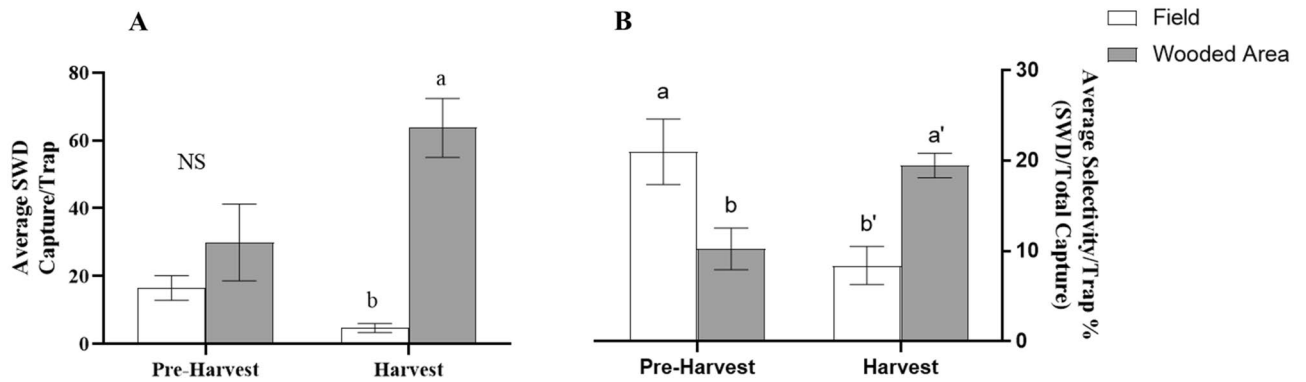 A
Average SWD
Capture/Trap
80
60
40
20
0
NS
b
a
Pre-Harvest
Harvest
B
a
b
b'
a'
Pre-Harvest
Harvest
30
20
10
0
Average Selectivity/Trap %
(SWD/Total Capture)
Field
Wooded Area